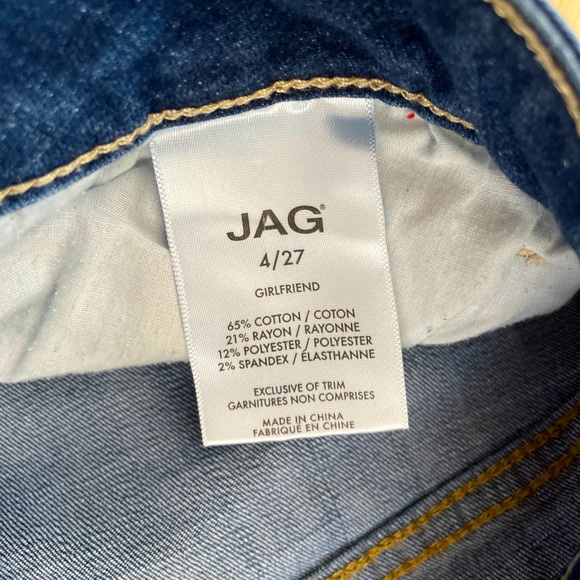 JAG®
4/27
GIRLFRIEND
65% COTTON / COTON
21% RAYON / RAYONNE
12% POLYESTER / POLYESTER
2% SPANDEX / ÉLASTHANNE
EXCLUSIVE OF TRIM
GARNITURES NON COMPRISES
MADE IN CHINA
FABRIQUÉ EN CHINE